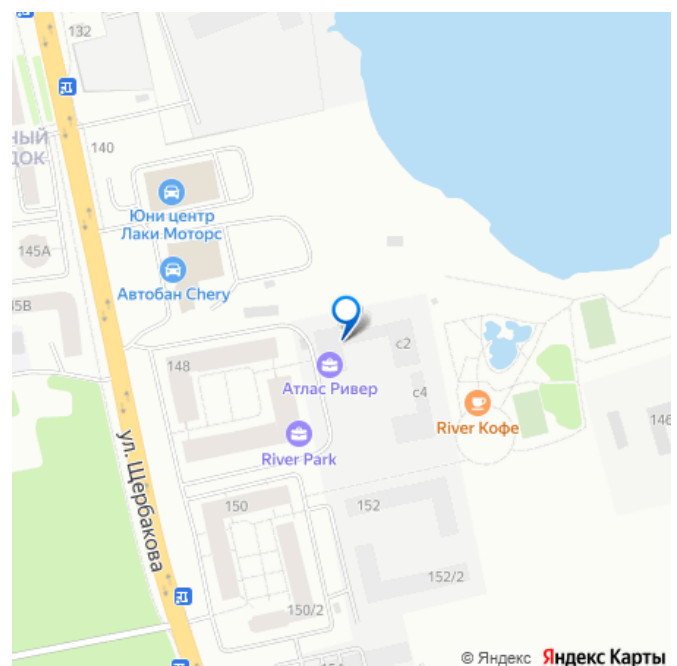 132
НЫЙ
ДОК
140
Юни центр
Лаки Моторс
145А
Автобан Chery
148
с2
Атлас Ривер
с4
River Кофе
146
River Park
ул. Щербакова
150
152
152/2
150/2
© Яндекс Яндекс Карты